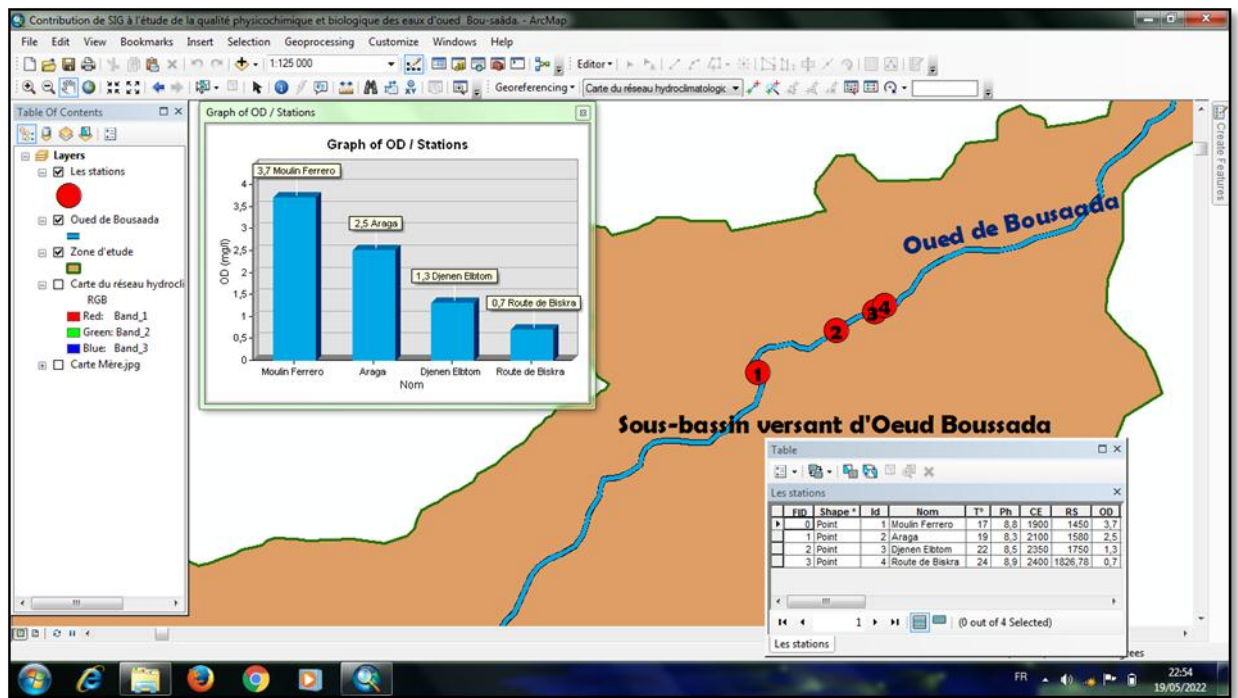 Contribution de SIG à l'étude de la qualité physicochimique et biologique des eaux d'oued Bou-saâda. - ArcMap
File Edit View Bookmarks Insert Selection Geoprocessing Customize Windows Help
1:125 000
Editor
Georeferencing
Carte du réseau hydroclimatologic
Table Of Contents
Layers
Les stations
Oued de Bousaada
Zone d'etude
Carte du réseau hydrocli
RGB
Red: Band_1
Green: Band_2
Blue: Band_3
Carte Mère.jpg
Graph of OD / Stations
Graph of OD / Stations
3,7 Moulin Ferrero
2,5 Araga
1,3 Djenen Elbtom
0,7 Route de Biskra
OD (mg/l)
4
3,5
3
2,5
2
1,5
1
0,5
0
Moulin Ferrero Araga Djenen Elbtom Route de Biskra
Nom
Create Features
Oued de Bousaada
1
2
3
4
Sous-bassin versant d'Oeud Boussada
Table
Les stations
FID Shape * Id Nom T° Ph CE RS OD
0 Point 1 Moulin Ferrero 17 8,8 1900 1450 3,7
1 Point 2 Araga 19 8,3 2100 1580 2,5
2 Point 3 Djenen Elbtom 22 8,5 2350 1750 1,3
3 Point 4 Route de Biskra 24 8,9 2400 1826,78 0,7
1 (0 out of 4 Selected)
Les stations
FR
22:54
19/05/2022